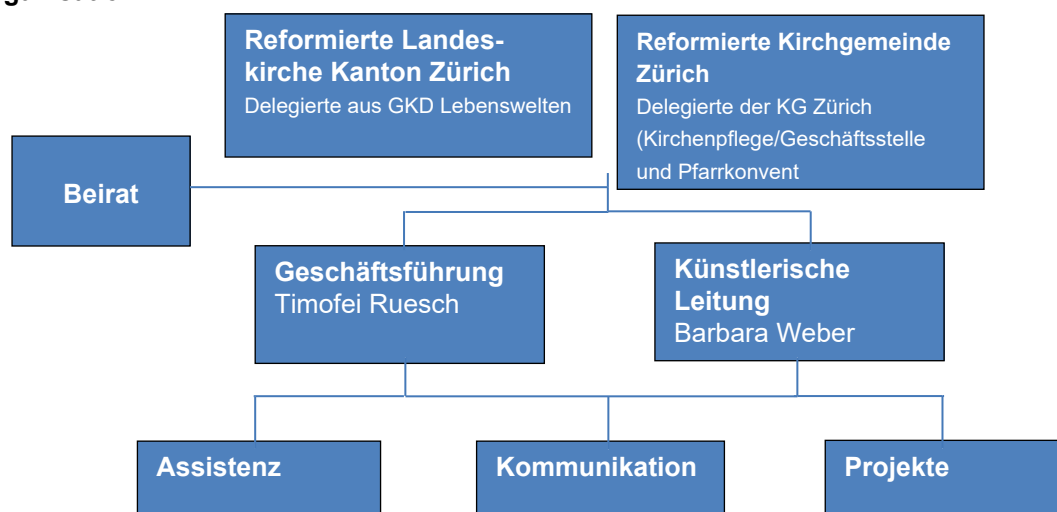 Reformierte Landes-
kirche Kanton Zürich
Delegierte aus GKD Lebenswelten
Reformierte Kirchgemeinde
Zürich
Delegierte der KG Zürich
(Kirchenpflege/Geschäftsstelle
und Pfarrkonvent
Beirat
Geschäftsführung
Timofei Ruesch
Künstlerische
Leitung
Barbara Weber
Assistenz
Kommunikation
Projekte